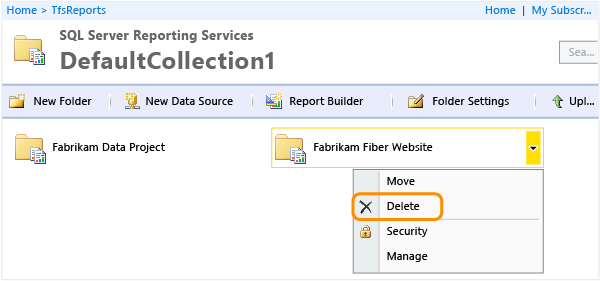 Home > TfsReports
Home | My Subscr...
SQL Server Reporting Services
DefaultCollection1
Sea...
New Folder
New Data Source
Report Builder
Folder Settings
Upl...
Fabrikam Data Project
Fabrikam Fiber Website
Move
Delete
Security
Manage